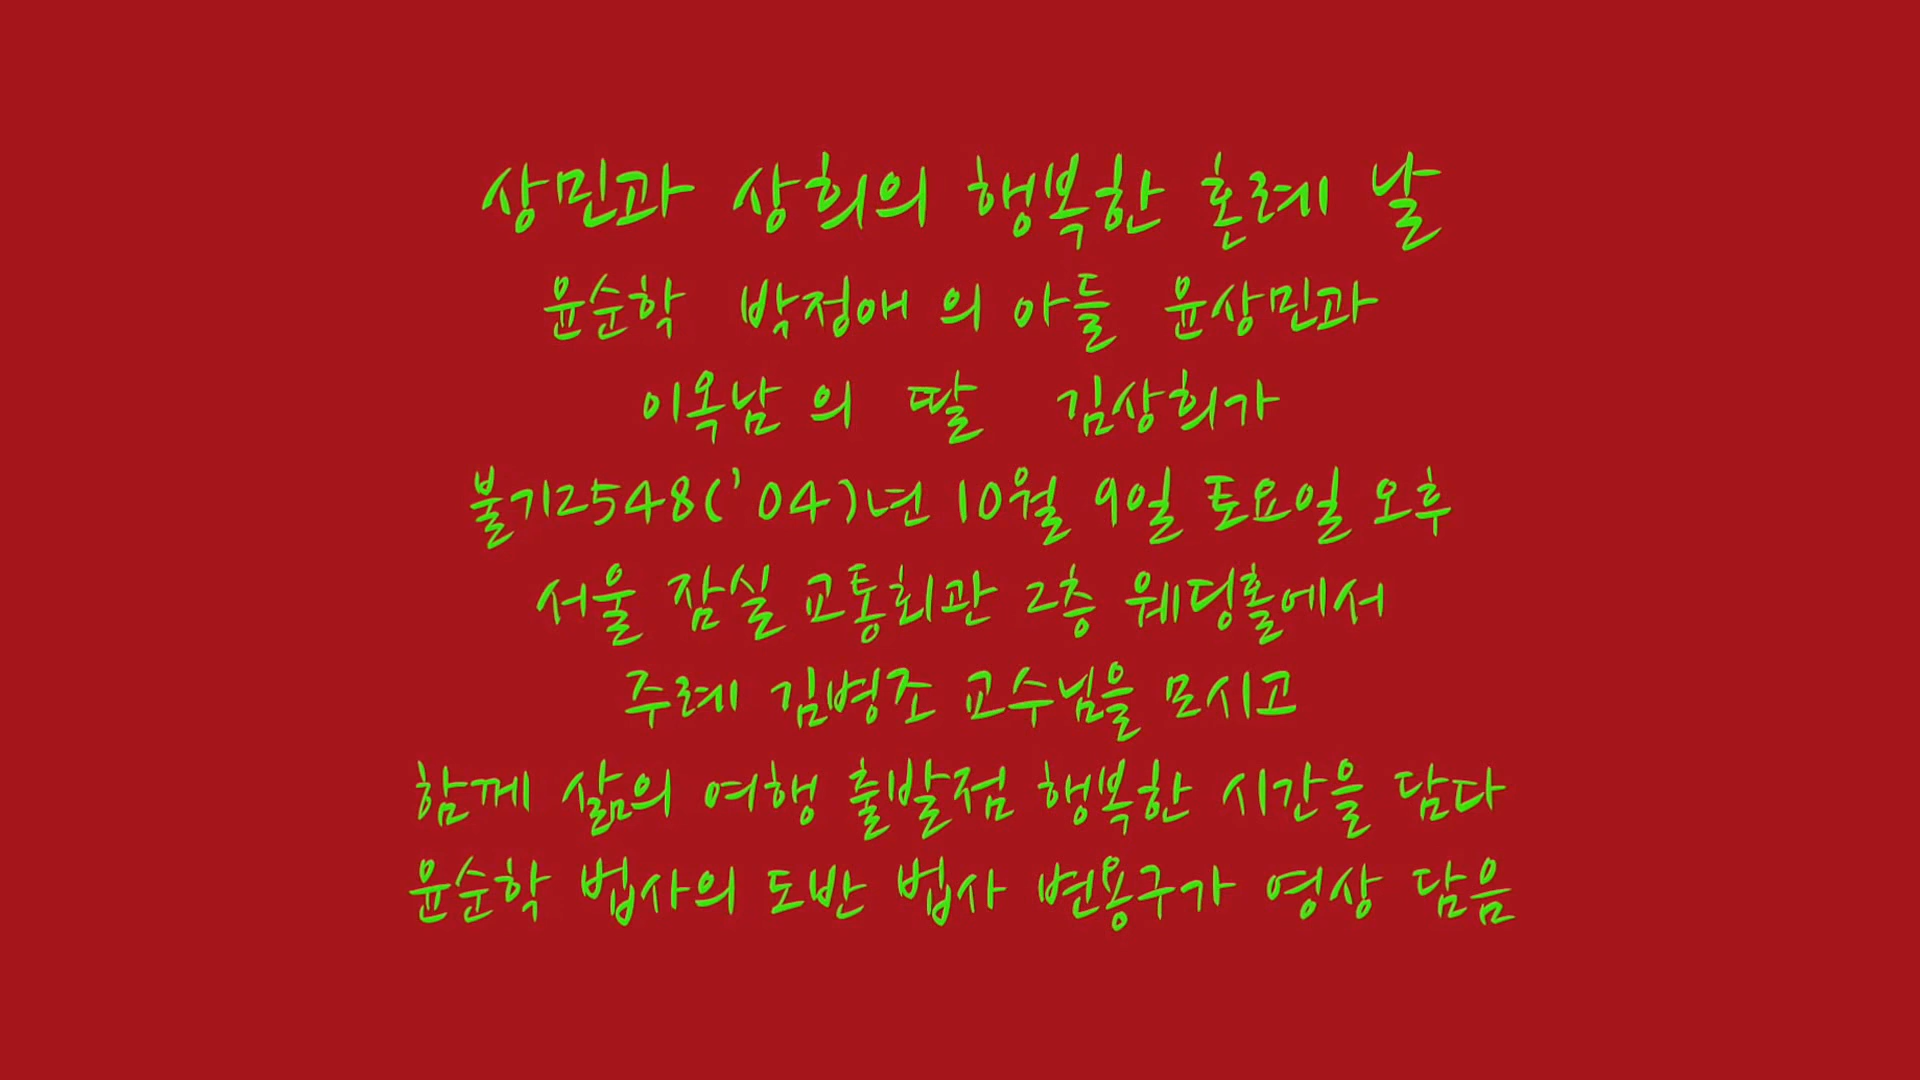 상민과 상희의 행복한 혼례 날
윤순학 박정애 의 아들 윤상민과
이옥남 의 딸 김상희가
불기2548('04)년 10월 9일 토요일 오후
서울 잠실 교통회관 2층 웨딩홀에서
주례 김병조 교수님을 모시고
함께 삶의 여행 출발점 행복한 시간을 담다
윤순학 법사의 도반 법사 변용구가 영상 담음